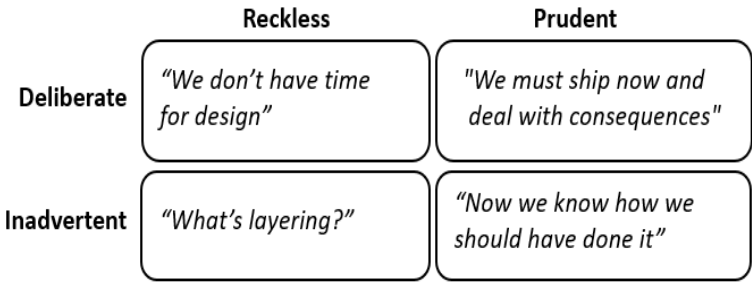 Reckless Prudent
Deliberate
“We don’t have time
for design”
"We must ship now and
deal with consequences"
Inadvertent
“What’s layering?”
“Now we know how we
should have done it”